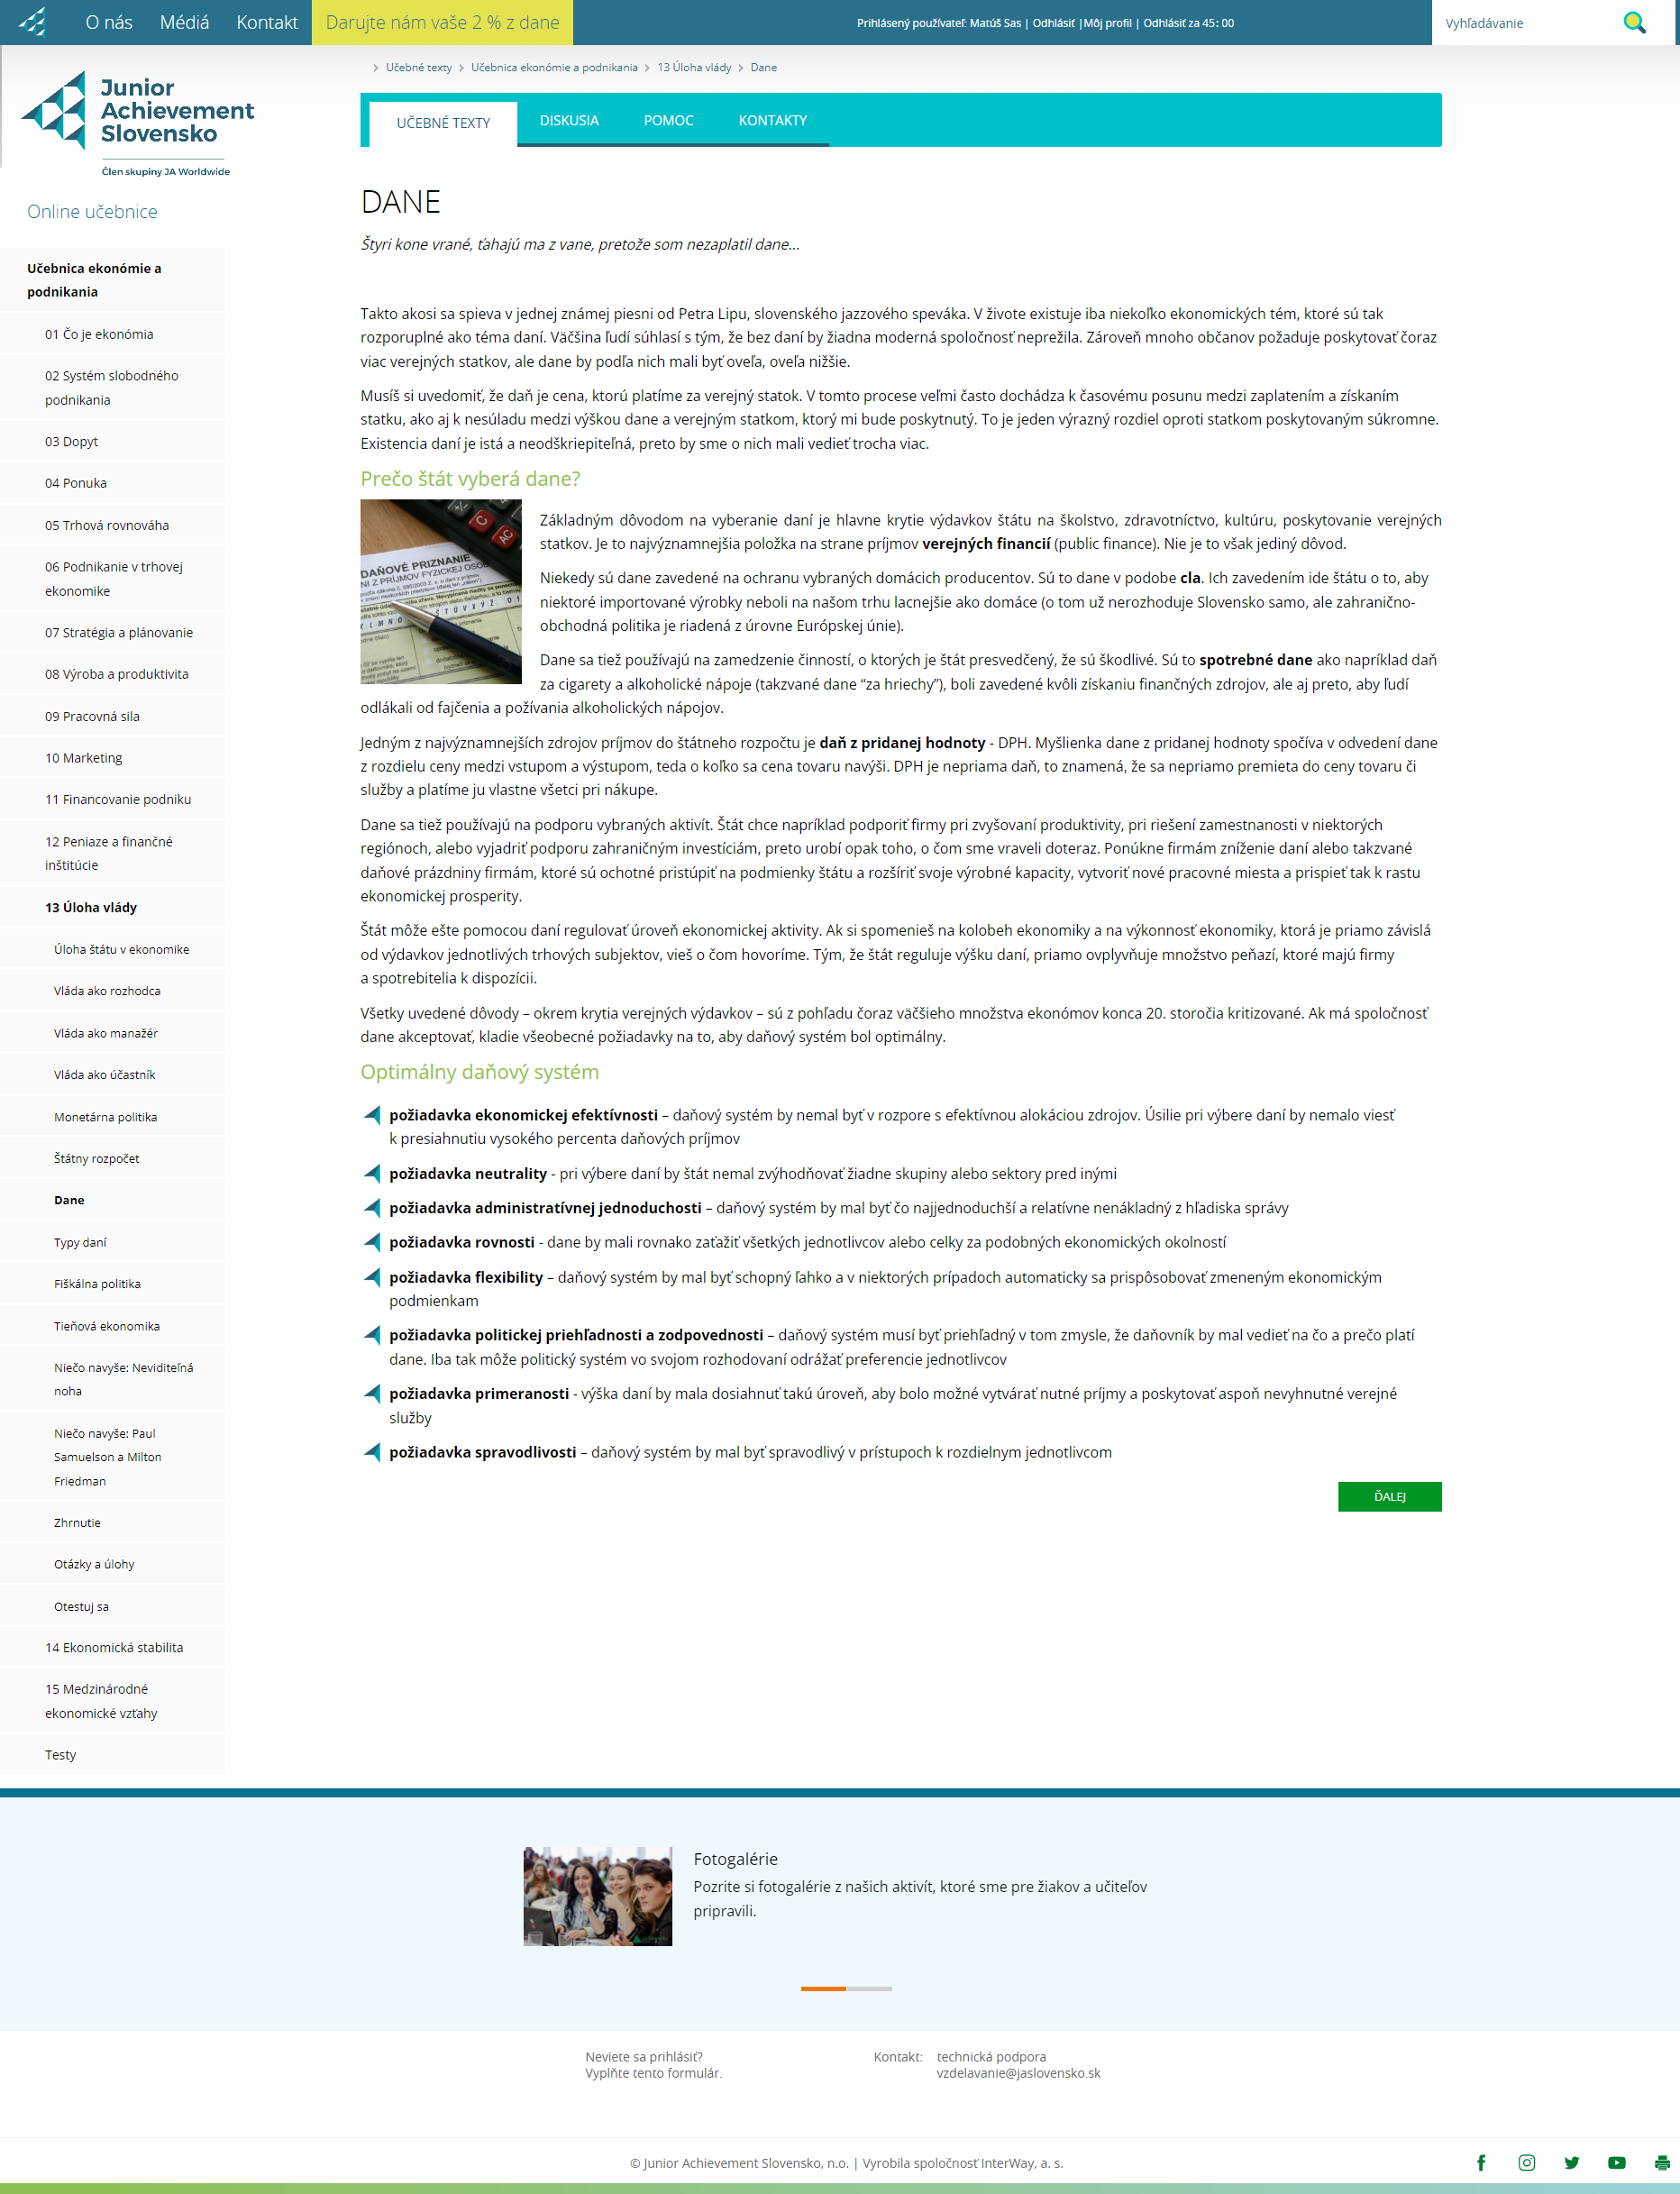 O nás Médiá Kontakt Darujte nám vaše 2 % z dane Prihlásený používateľ: Matúš Sas | Odhlásiť |Môj profil | Odhlásiť za 45: 00 Vyhľadávanie
Učebné texty Učebnica ekonómie a podnikania 13 Úloha vlády Dane
Junior
Achievement
Slovensko
Člen skupiny JA Worldwide
UČEBNÉ TEXTY DISKUSIA POMOC KONTAKTY
Online učebnice
Učebnica ekonómie a
podnikania
01 Čo je ekonómia
02 Systém slobodného
podnikania
03 Dopyt
04 Ponuka
05 Trhová rovnováha
06 Podnikanie v trhovej
ekonomike
07 Stratégia a plánovanie
08 Výroba a produktivita
09 Pracovná sila
10 Marketing
11 Financovanie podniku
12 Peniaze a finančné
inštitúcie
13 Úloha vlády
Úloha štátu v ekonomike
Vláda ako rozhodca
Vláda ako manažér
Vláda ako účastník
Monetárna politika
Štátny rozpočet
Dane
Typy daní
Fiškálna politika
Tieňová ekonomika
Niečo navyše: Neviditeľná
noha
Niečo navyše: Paul
Samuelson a Milton
Friedman
Zhrnutie
Otázky a úlohy
Otestuj sa
14 Ekonomická stabilita
15 Medzinárodné
ekonomické vzťahy
Testy
DANE
Štyri kone vrané, ťahajú ma z vane, pretože som nezaplatil dane...
Takto akosi sa spieva v jednej známej piesni od Petra Lipu, slovenského jazzového speváka. V živote existuje iba niekoľko ekonomických tém, ktoré sú tak
rozporuplné ako téma daní. Väčšina ľudí súhlasí s tým, že bez daní by žiadna moderná spoločnosť neprežila. Zároveň mnoho občanov požaduje poskytovať čoraz
viac verejných statkov, ale dane by podľa nich mali byť oveľa, oveľa nižšie.
Musíš si uvedomiť, že daň je cena, ktorú platíme za verejný statok. V tomto procese veľmi často dochádza k časovému posunu medzi zaplatením a získaním
statku, ako aj k nesúladu medzi výškou dane a verejným statkom, ktorý mi bude poskytnutý. To je jeden výrazný rozdiel oproti statkom poskytovaným súkromne.
Existencia daní je istá a neodškriepiteľná, preto by sme o nich mali vedieť trocha viac.
Prečo štát vyberá dane?
DAŇOVÉ PRIZNANIE
Základným dôvodom na vyberanie daní je hlavne krytie výdavkov štátu na školstvo, zdravotníctvo, kultúru, poskytovanie verejných
statkov. Je to najvýznamnejšia položka na strane príjmov verejných financií (public finance). Nie je to však jediný dôvod.
Niekedy sú dane zavedené na ochranu vybraných domácich producentov. Sú to dane v podobe cla. Ich zavedením ide štátu o to, aby
niektoré importované výrobky neboli na našom trhu lacnejšie ako domáce (o tom už nerozhoduje Slovensko samo, ale zahranično-
obchodná politika je riadená z úrovne Európskej únie).
Dane sa tiež používajú na zamedzenie činností, o ktorých je štát presvedčený, že sú škodlivé. Sú to spotrebné dane ako napríklad daň
za cigarety a alkoholické nápoje (takzvané dane “za hriechy”), boli zavedené kvôli získaniu finančných zdrojov, ale aj preto, aby ľudí
odlákali od fajčenia a požívania alkoholických nápojov.
Jedným z najvýznamnejších zdrojov príjmov do štátneho rozpočtu je daň z pridanej hodnoty - DPH. Myšlienka dane z pridanej hodnoty spočíva v odvedení dane
z rozdielu ceny medzi vstupom a výstupom, teda o koľko sa cena tovaru navýši. DPH je nepriama daň, to znamená, že sa nepriamo premieta do ceny tovaru či
služby a platíme ju vlastne všetci pri nákupe.
Dane sa tiež používajú na podporu vybraných aktivít. Štát chce napríklad podporiť firmy pri zvyšovaní produktivity, pri riešení zamestnanosti v niektorých
regiónoch, alebo vyjadriť podporu zahraničným investíciám, preto urobí opak toho, o čom sme vraveli doteraz. Ponúkne firmám zníženie daní alebo takzvané
daňové prázdniny firmám, ktoré sú ochotné pristúpiť na podmienky štátu a rozšíriť svoje výrobné kapacity, vytvoriť nové pracovné miesta a prispieť tak k rastu
ekonomickej prosperity.
Štát môže ešte pomocou daní regulovať úroveň ekonomickej aktivity. Ak si spomenieš na kolobeh ekonomiky a na výkonnosť ekonomiky, ktorá je priamo závislá
od výdavkov jednotlivých trhových subjektov, vieš o čom hovoríme. Tým, že štát reguluje výšku daní, priamo ovplyvňuje množstvo peňazí, ktoré majú firmy
a spotrebitelia k dispozícii.
Všetky uvedené dôvody – okrem krytia verejných výdavkov – sú z pohľadu čoraz väčšieho množstva ekonómov konca 20. storočia kritizované. Ak má spoločnosť
dane akceptovať, kladie všeobecné požiadavky na to, aby daňový systém bol optimálny.
Optimálny daňový systém
požiadavka ekonomickej efektívnosti – daňový systém by nemal byť v rozpore s efektívnou alokáciou zdrojov. Úsilie pri výbere daní by nemalo viesť
k presiahnutiu vysokého percenta daňových príjmov
požiadavka neutrality - pri výbere daní by štát nemal zvýhodňovať žiadne skupiny alebo sektory pred inými
požiadavka administratívnej jednoduchosti – daňový systém by mal byť čo najjednoduchší a relatívne nenákladný z hľadiska správy
požiadavka rovnosti - dane by mali rovnako zaťažiť všetkých jednotlivcov alebo celky za podobných ekonomických okolností
požiadavka flexibility – daňový systém by mal byť schopný ľahko a v niektorých prípadoch automaticky sa prispôsobovať zmeneným ekonomickým
podmienkam
požiadavka politickej priehľadnosti a zodpovednosti – daňový systém musí byť priehľadný v tom zmysle, že daňovník by mal vedieť na čo a prečo platí
dane. Iba tak môže politický systém vo svojom rozhodovaní odrážať preferencie jednotlivcov
požiadavka primeranosti - výška daní by mala dosiahnuť takú úroveň, aby bolo možné vytvárať nutné príjmy a poskytovať aspoň nevyhnutné verejné
služby
požiadavka spravodlivosti – daňový systém by mal byť spravodlivý v prístupoch k rozdielnym jednotlivcom
ĎALEJ
Fotogalérie
Pozrite si fotogalérie z našich aktivít, ktoré sme pre žiakov a učiteľov
pripravili.
Neviete sa prihlásiť? Kontakt: technická podpora
Vyplňte tento formulár. vzdelavanie@jaslovensko.sk
© Junior Achievement Slovensko, n.o. | Vyrobila spoločnosť InterWay, a. s.